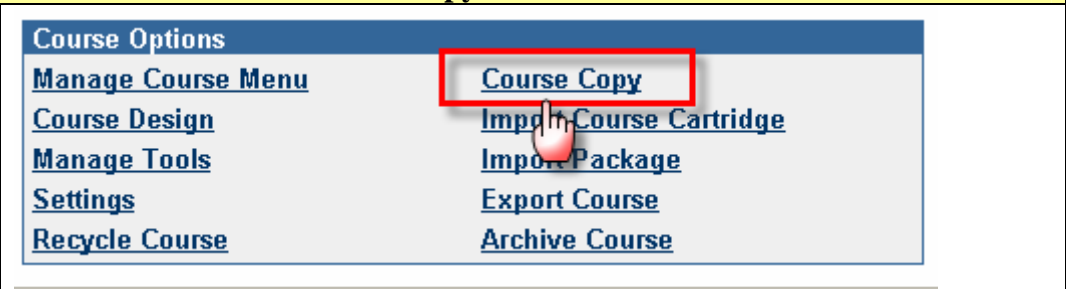 py
Course Options
Manage Course Menu Course Copy
Course Design Import Course Cartridge
Manage Tools Import Package
Settings Export Course
Recycle Course Archive Course